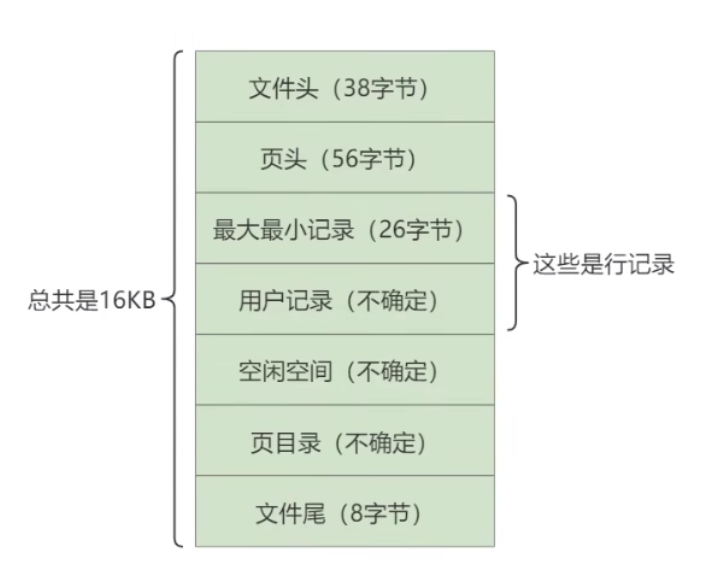 文件头（38字节）
页头（56字节）
最大最小记录（26字节）
这些是行记录
总共是16KB
用户记录（不确定）
空闲空间（不确定）
页目录（不确定）
文件尾（8字节）